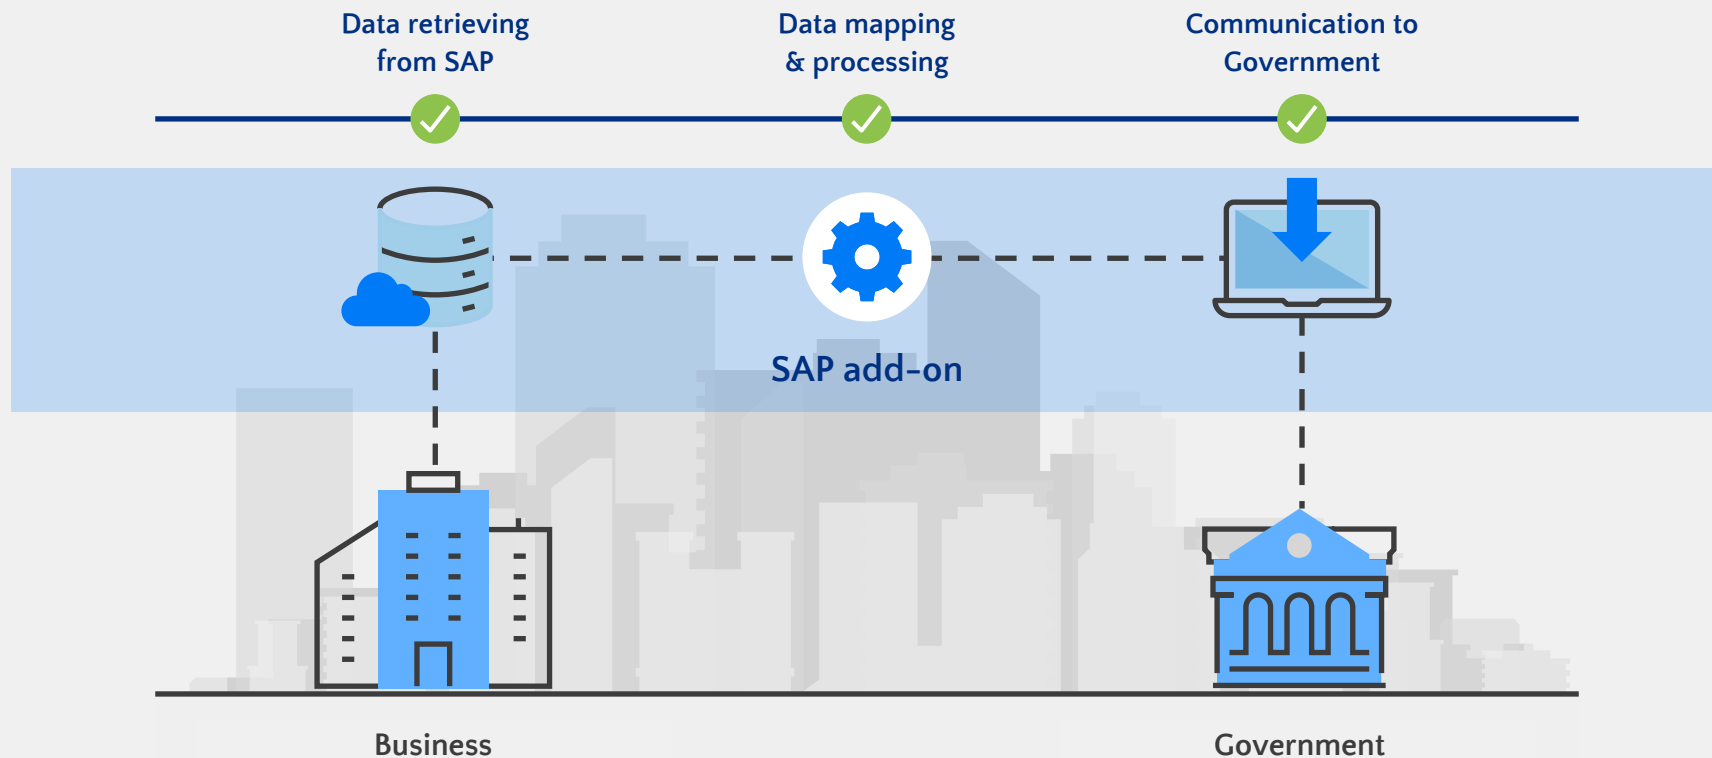 Data retrieving
from SAP
Data mapping
& processing
Communication to
Government
SAP add-on
Business
Government